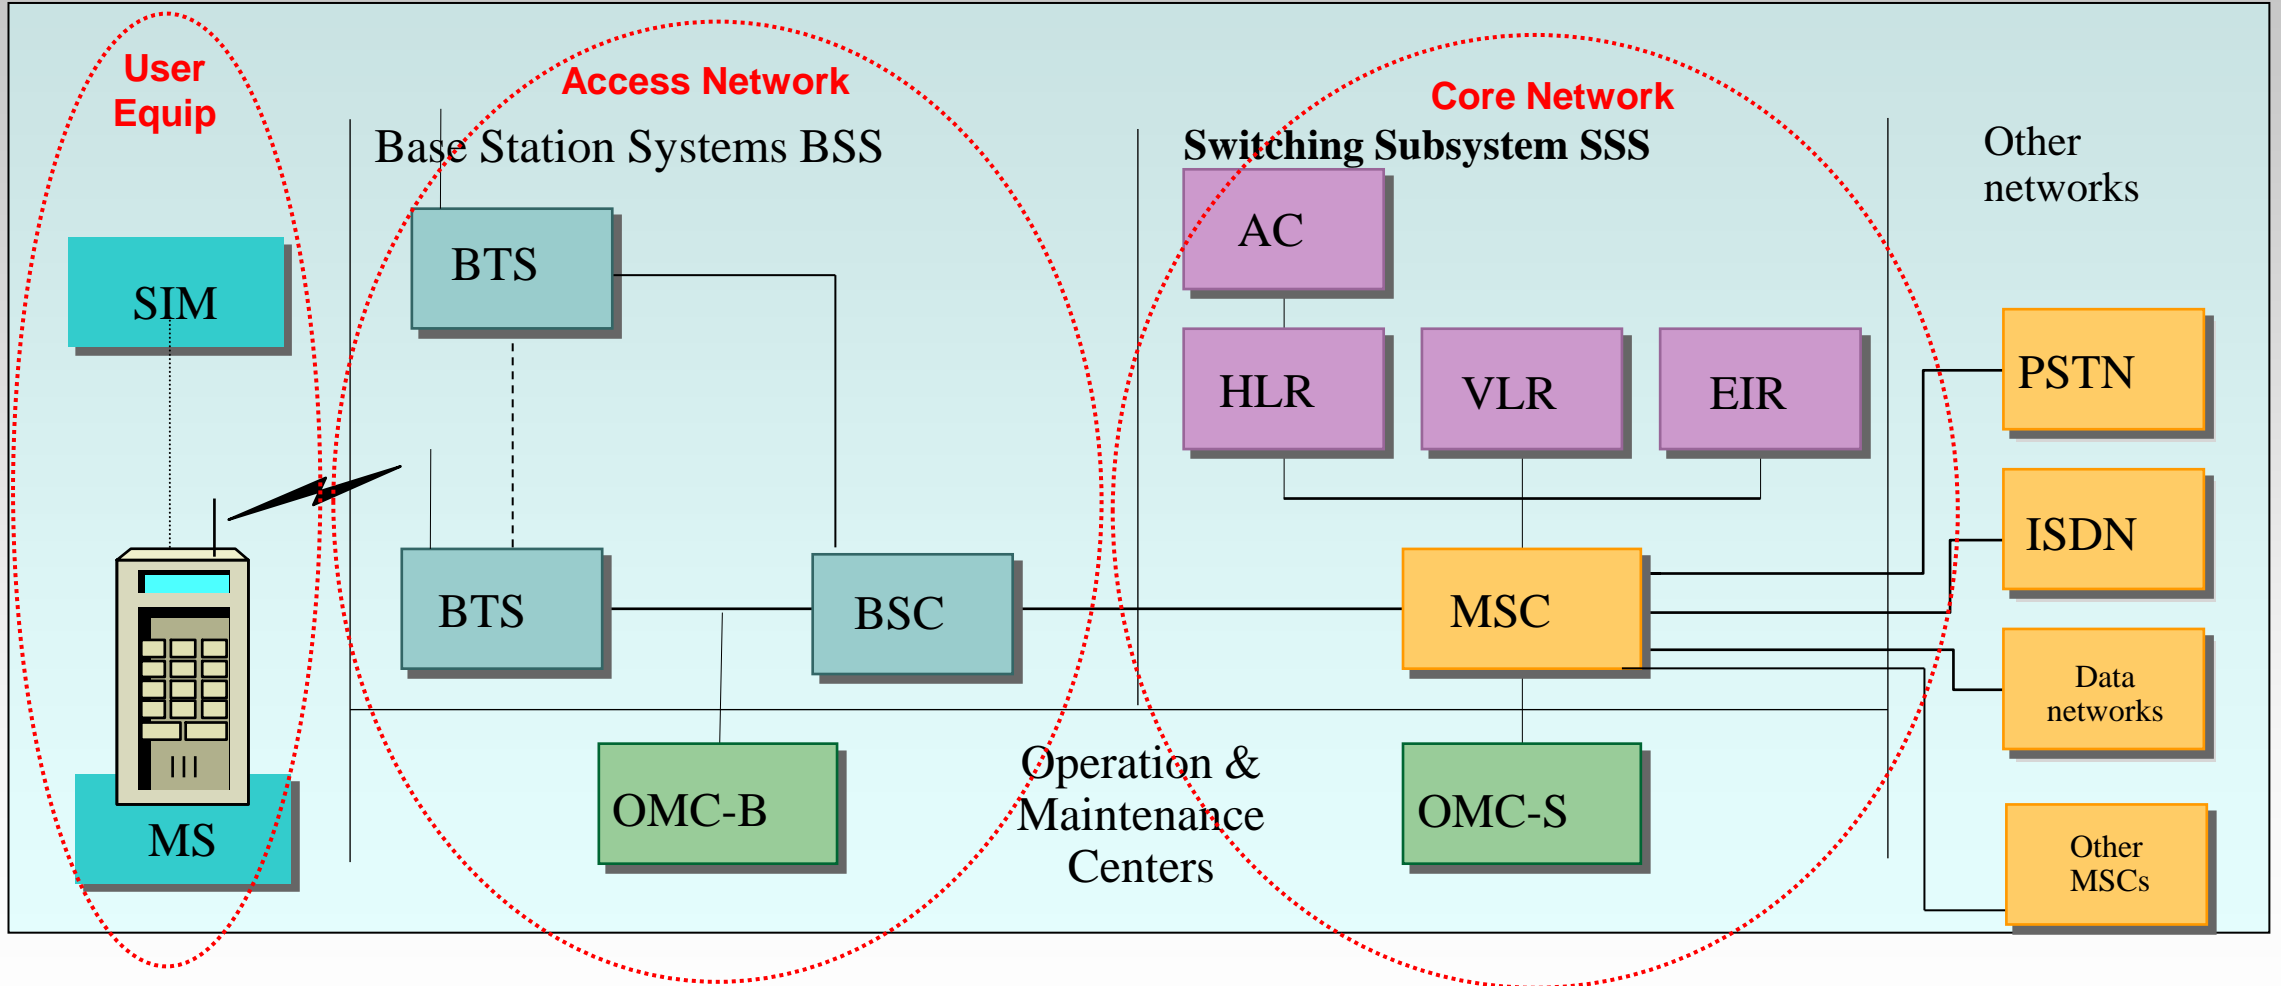 User
Equip
Access Network
Core Network
Base Station Systems BSS
Switching Subsystem SSS
Other
networks
AC
BTS
SIM
HLR
VLR
EIR
PSTN
ISDN
BTS
BSC
MSC
Data
networks
Operation &
Maintenance
Centers
OMC-B
OMC-S
MS
Other
MSCs